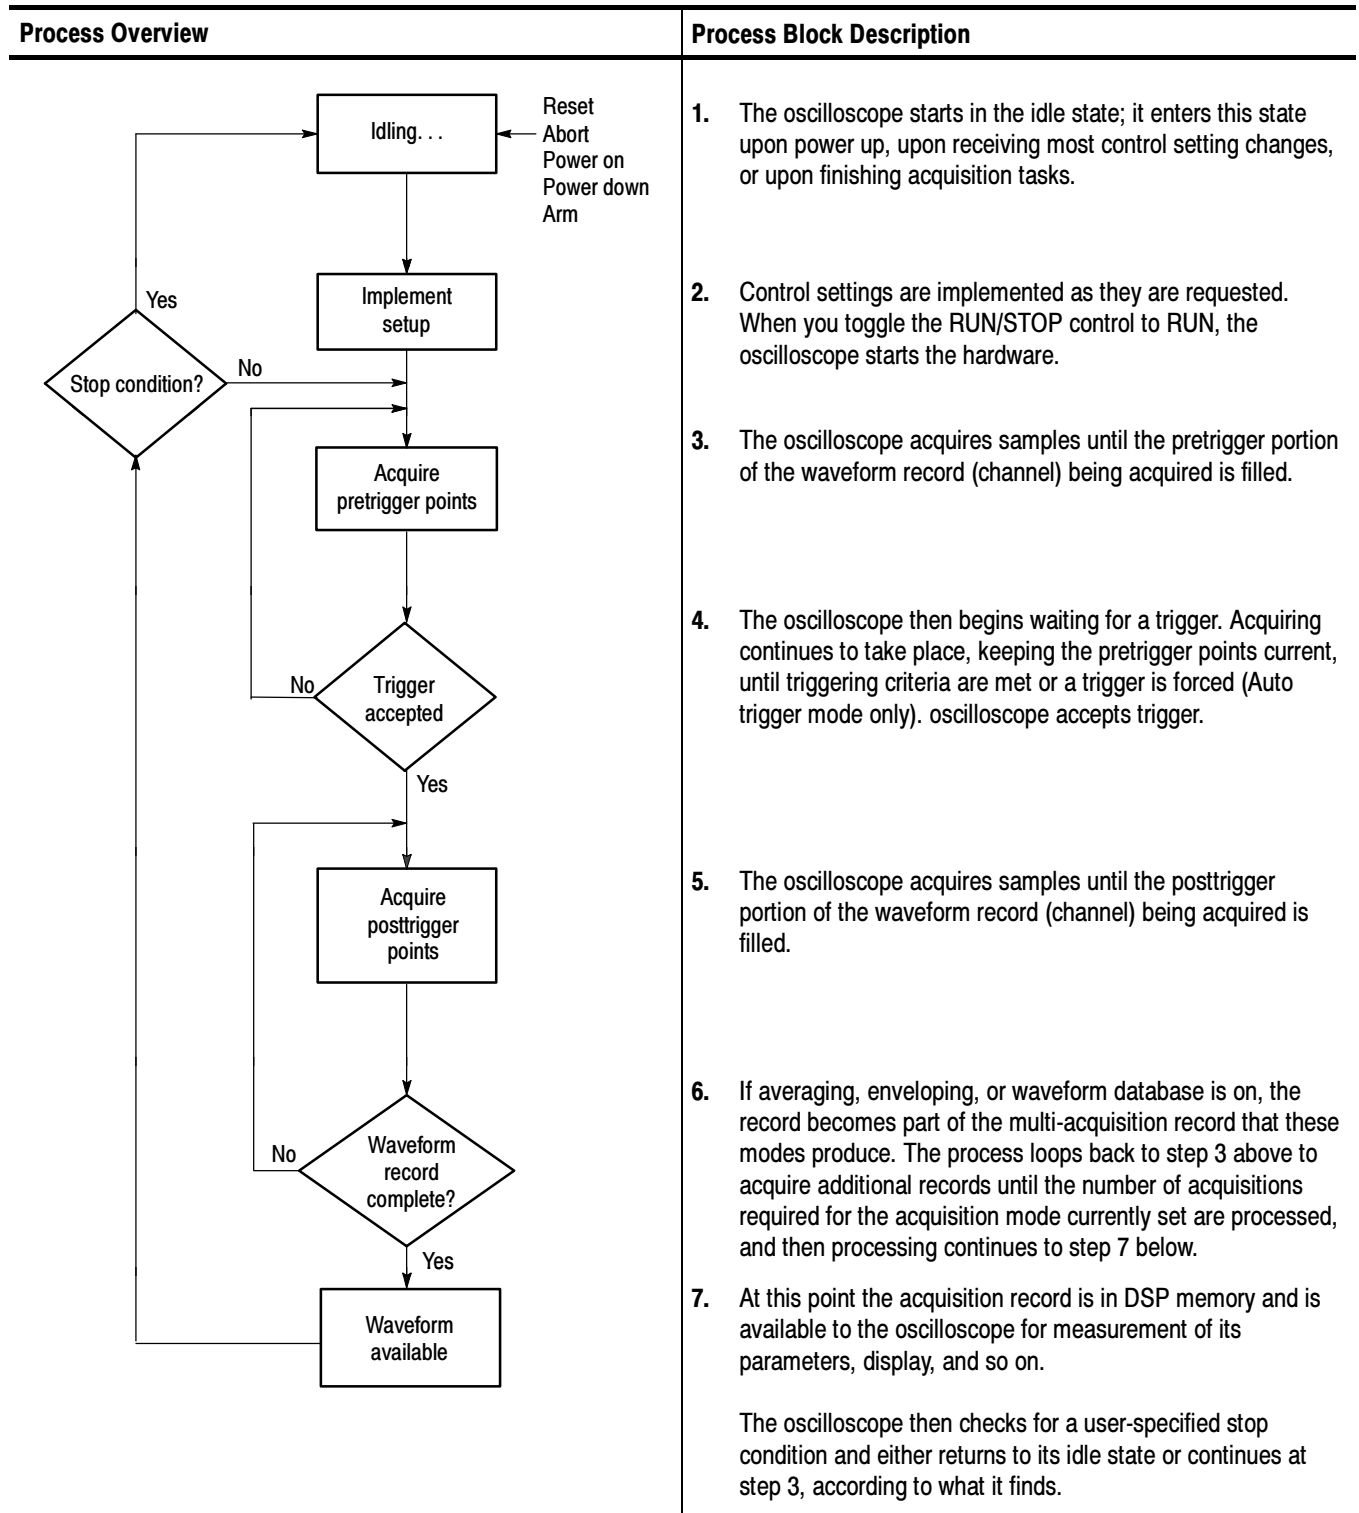 Process Overview
Process Block Description
Idling. . .
Reset
Abort
Power on
Power down
Arm
Implement
setup
Yes
Stop condition?
No
Acquire
pretrigger points
No
Trigger
accepted
Yes
Acquire
posttrigger
points
No
Waveform
record
complete?
Yes
Waveform
available
1. The oscilloscope starts in the idle state; it enters this state
upon power up, upon receiving most control setting changes,
or upon finishing acquisition tasks.
2. Control settings are implemented as they are requested.
When you toggle the RUN/STOP control to RUN, the
oscilloscope starts the hardware.
3. The oscilloscope acquires samples until the pretrigger portion
of the waveform record (channel) being acquired is filled.
4. The oscilloscope then begins waiting for a trigger. Acquiring
continues to take place, keeping the pretrigger points current,
until triggering criteria are met or a trigger is forced (Auto
trigger mode only). oscilloscope accepts trigger.
5. The oscilloscope acquires samples until the posttrigger
portion of the waveform record (channel) being acquired is
filled.
6. If averaging, enveloping, or waveform database is on, the
record becomes part of the multi-acquisition record that these
modes produce. The process loops back to step 3 above to
acquire additional records until the number of acquisitions
required for the acquisition mode currently set are processed,
and then processing continues to step 7 below.
7. At this point the acquisition record is in DSP memory and is
available to the oscilloscope for measurement of its
parameters, display, and so on.
The oscilloscope then checks for a user-specified stop
condition and either returns to its idle state or continues at
step 3, according to what it finds.